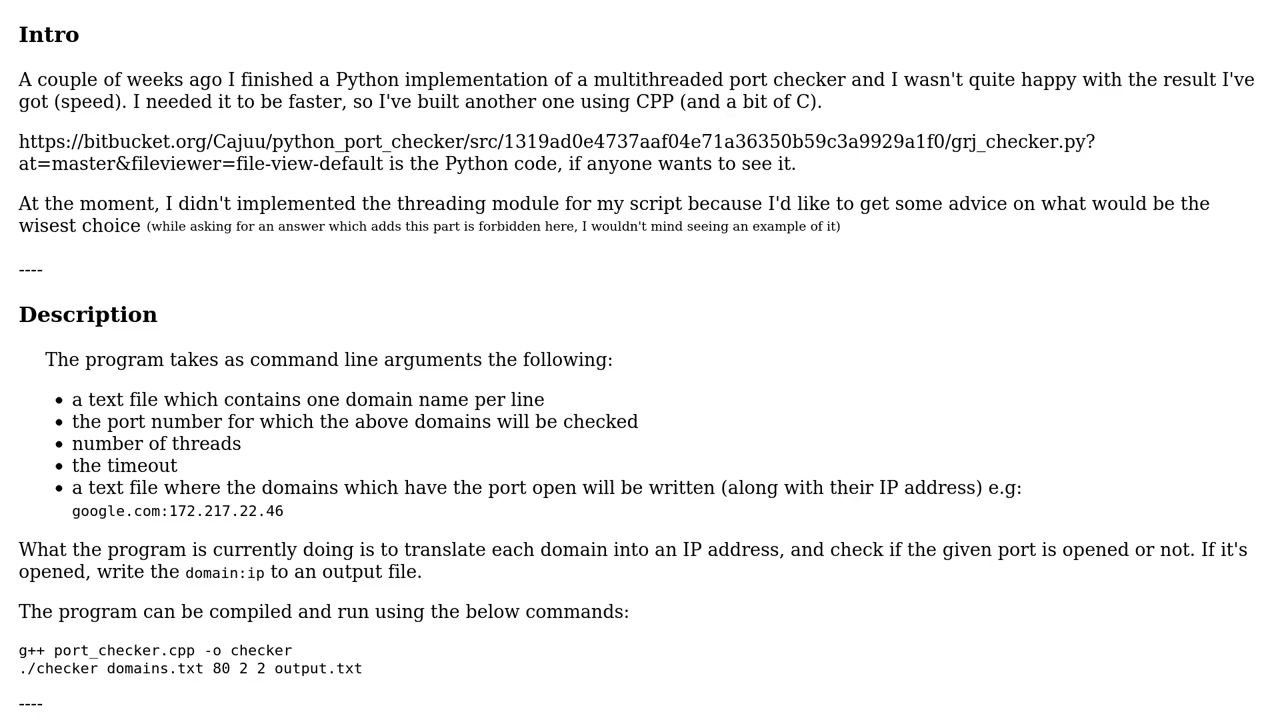 Intro
A couple of weeks ago I finished a Python implementation of a multithreaded port checker and I wasn't quite happy with the result I've
got (speed). I needed it to be faster, so I've built another one using CPP (and a bit of C).
https://bitbucket.org/Cajuu/python_port_checker/src/1319ad0e4737aaf04e71a36350b59c3a9929a1f0/grj_checker.py?
at=master&fileviewer=file-view-default is the Python code, if anyone wants to see it.
At the moment, I didn't implemented the threading module for my script because I'd like to get some advice on what would be the
wisest choice (while asking for an answer which adds this part is forbidden here, I wouldn't mind seeing an example of it)
----
Description
The program takes as command line arguments the following:
• a text file which contains one domain name per line
• the port number for which the above domains will be checked
• number of threads
• the timeout
• a text file where the domains which have the port open will be written (along with their IP address) e.g:
google.com:172.217.22.46
What the program is currently doing is to translate each domain into an IP address, and check if the given port is opened or not. If it's
opened, write the domain:ip to an output file.
The program can be compiled and run using the below commands:
g++ port_checker.cpp -o checker
./checker domains.txt 80 2 2 output.txt
----